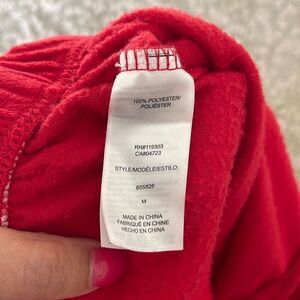 100% POLYESTER/
POLIÉSTER
RN#119303
CA#04723
STYLE/MODÈLE/ESTILO:
855826
M
MADE IN CHINA
FABRIQUÉ EN CHINE
HECHO EN CHINA